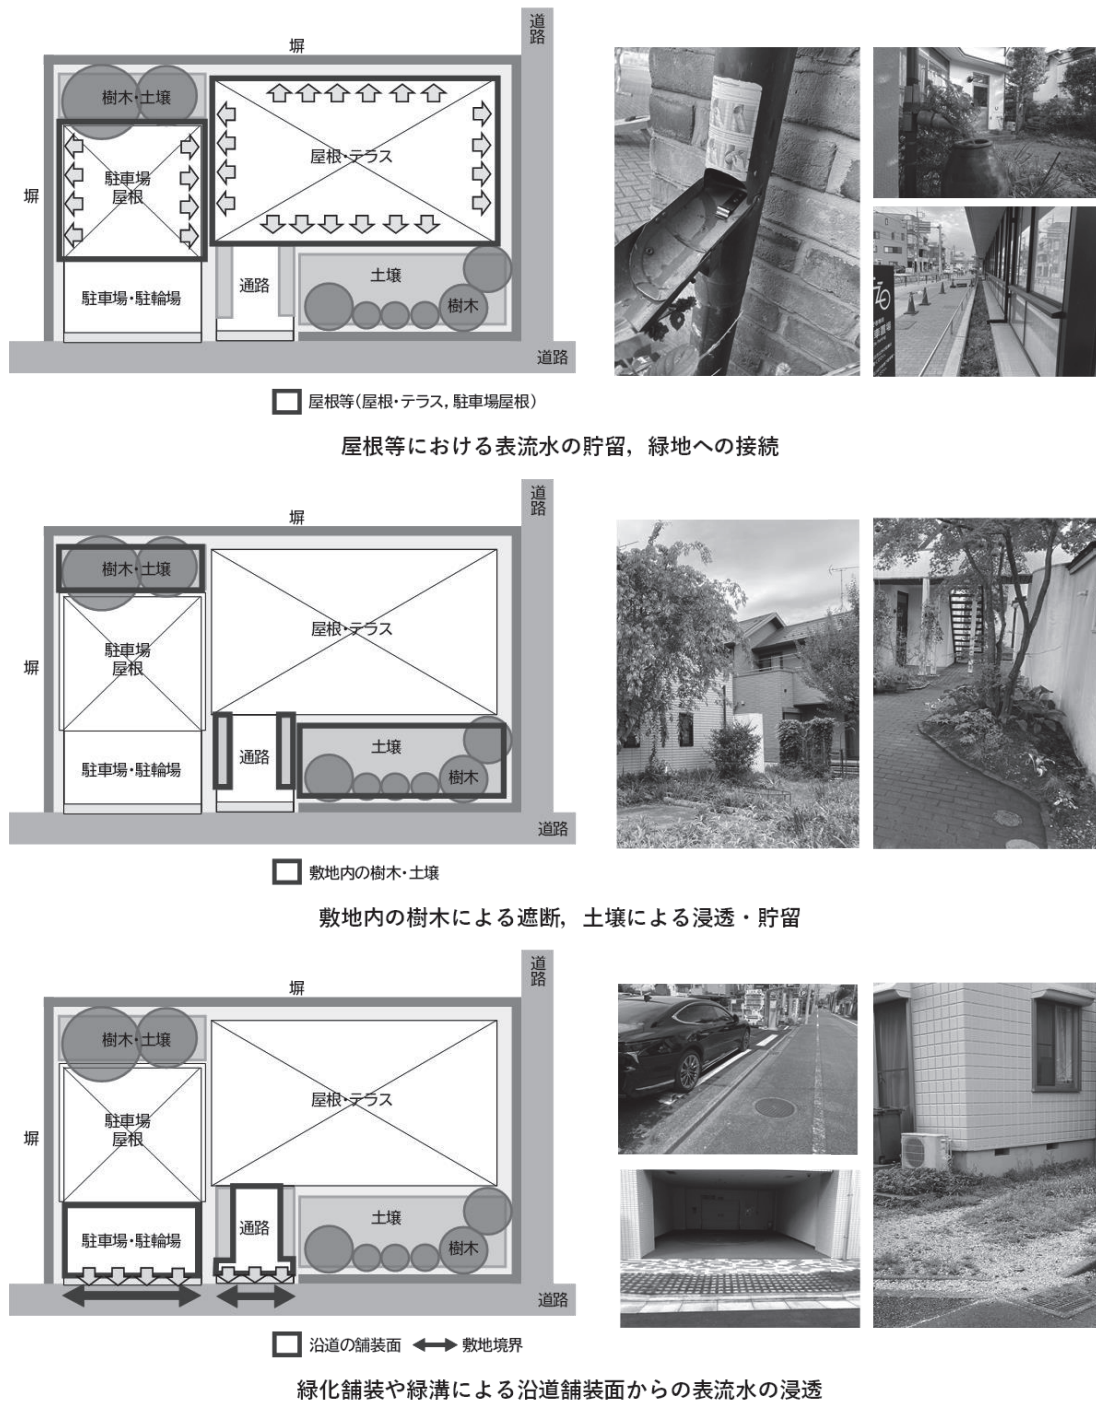 道路
塀
樹木・土壌
屋根・テラス
駐車場
屋根
塀
通路
土壌
駐車場・駐輪場
樹木
道路
屋根等(屋根・テラス,駐車場屋根)
屋根等における表流水の貯留,緑地への接続
道路
塀
樹木・土壌
屋根・テラス
駐車場
屋根
塀
通路
土壌
駐車場・駐輪場
樹木
道路
敷地内の樹木・土壌
敷地内の樹木による遮断,土壌による浸透・貯留
道路
塀
樹木・土壌
屋根・テラス
駐車場
屋根
塀
通路
土壌
駐車場・駐輪場
樹木
道路
沿道の舗装面 敷地境界
緑化舗装や緑溝による沿道舗装面からの表流水の浸透